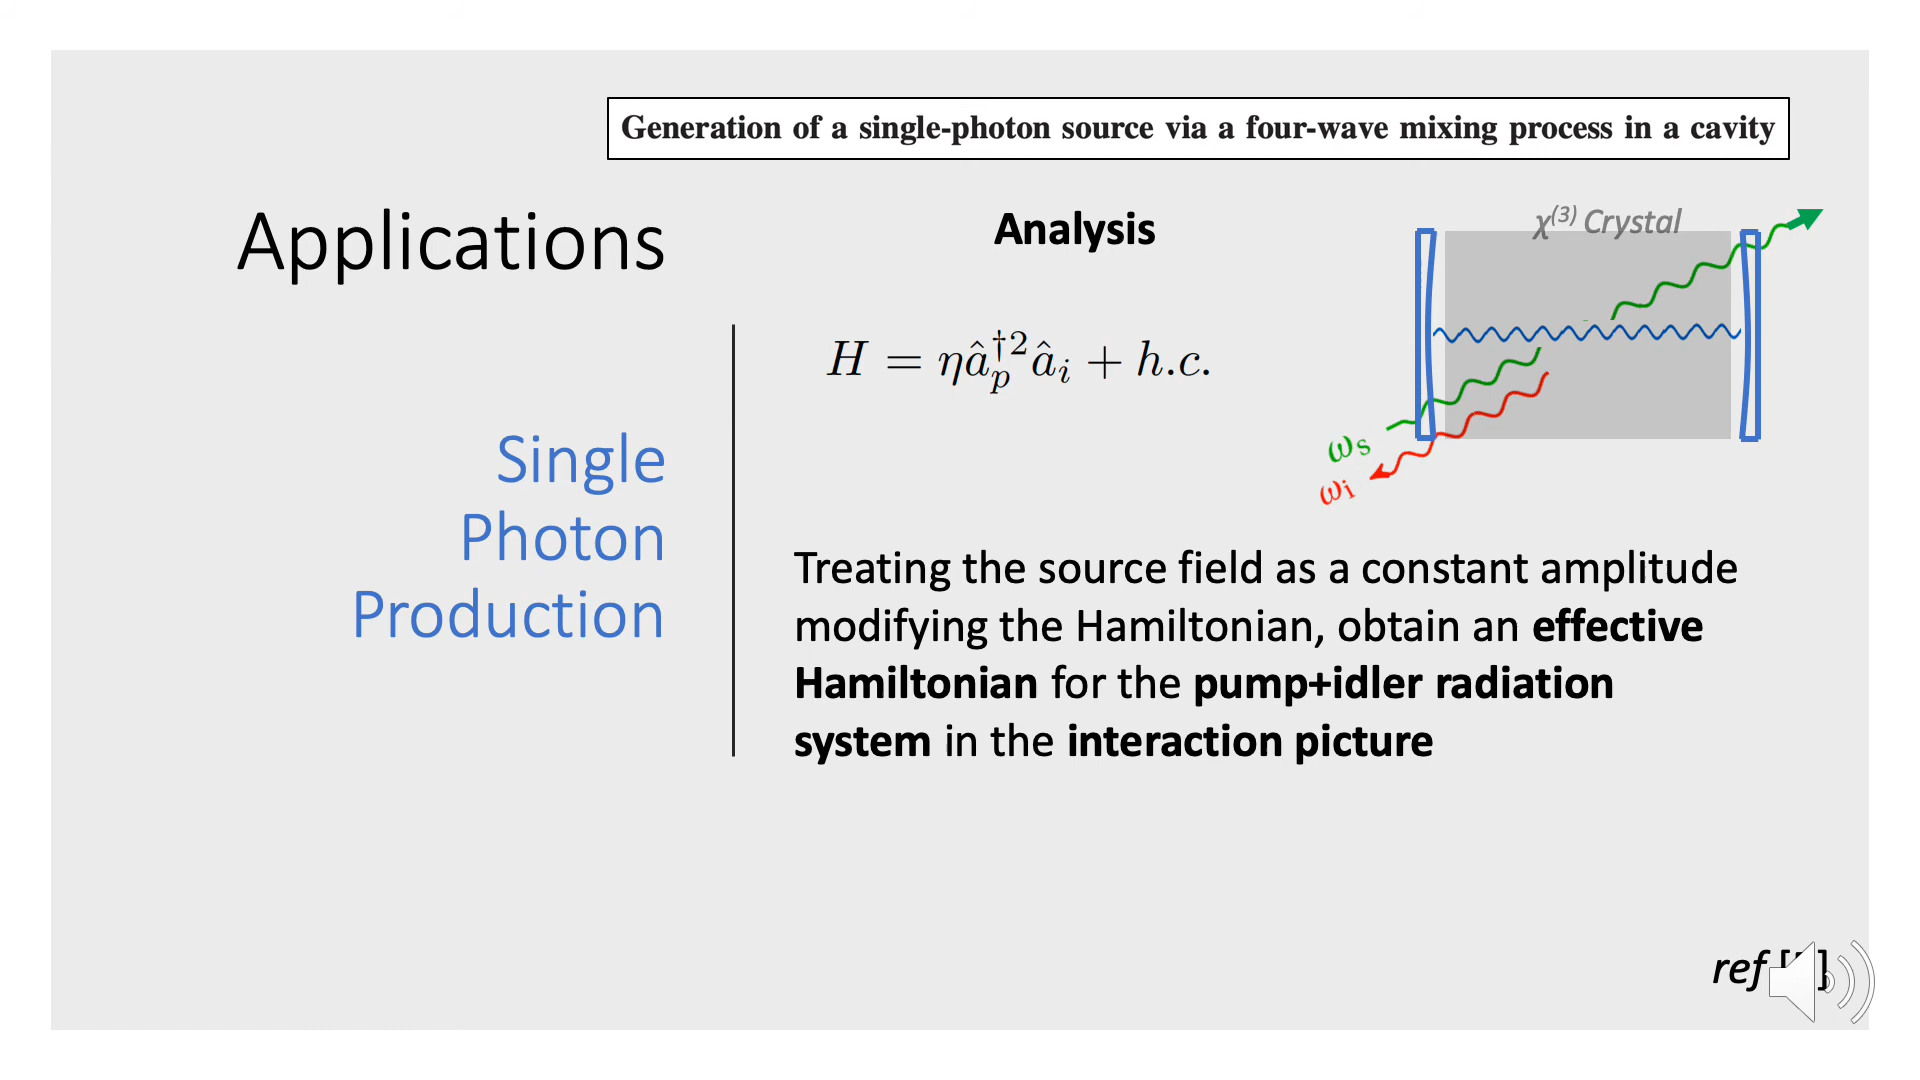 Generation of a single-photon source via a four-wave mixing process in a cavity
Applications
Single
Photon
Production
Analysis
H = ηâₚ†²âᵢ + h.c.
χ⁽³⁾ Crystal
ωs
ωi
Treating the source field as a constant amplitude
modifying the Hamiltonian, obtain an effective
Hamiltonian for the pump+idler radiation
system in the interaction picture
ref